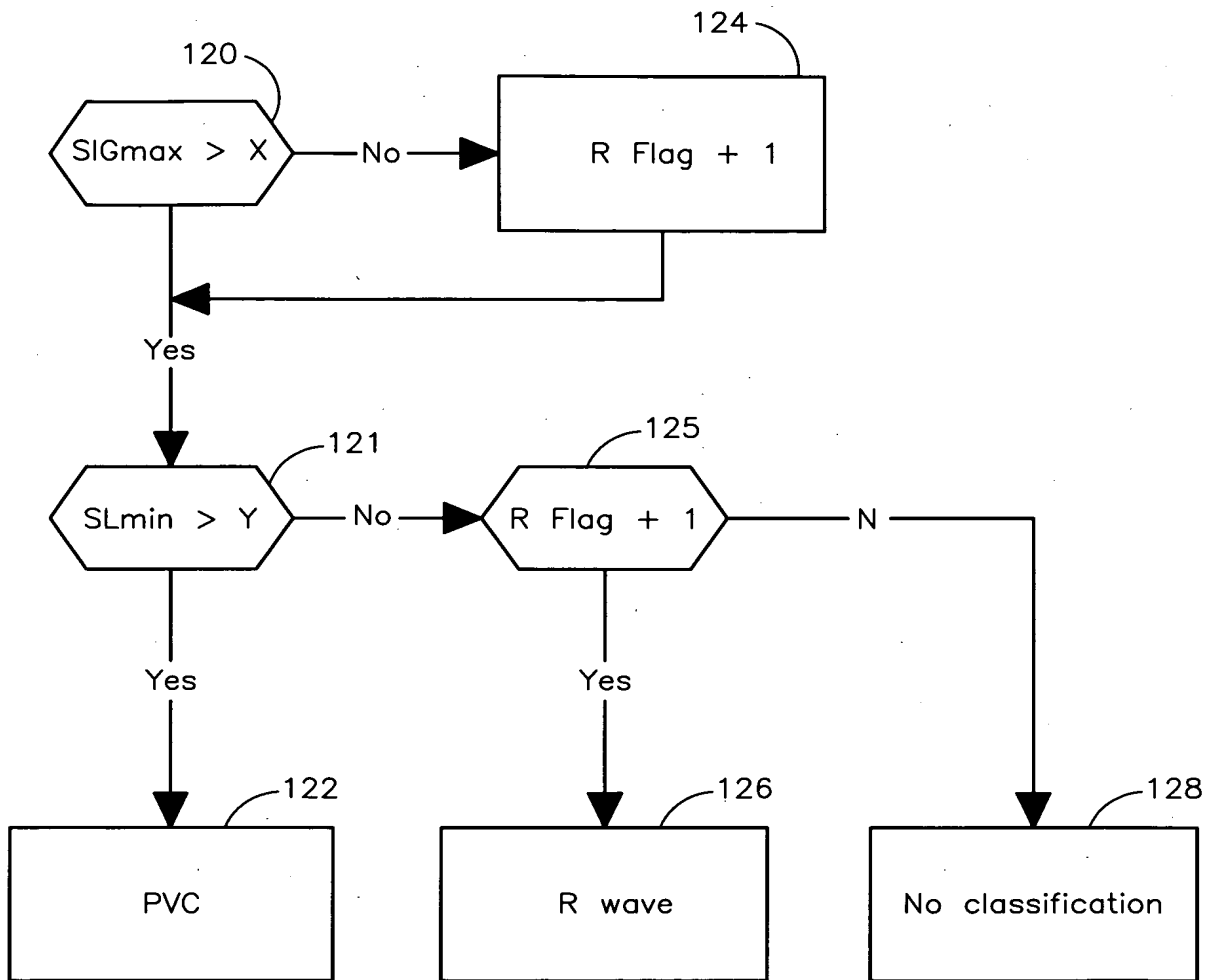 120
124
SIGmax > X
No
R Flag + 1
Yes
121
125
SLmin > Y
No
R Flag + 1
N
Yes
Yes
122
126
128
PVC
R wave
No classification